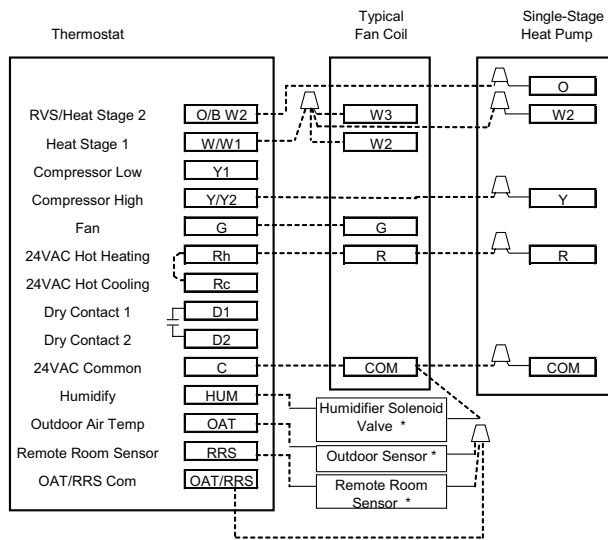 Thermostat
Typical
Fan Coil
Single-Stage
Heat Pump
O
RVS/Heat Stage 2 O/B W2 W3 W2
Heat Stage 1 W/W1 W2
Compressor Low Y1
Compressor High Y/Y2 Y
Fan G G
24VAC Hot Heating Rh R R
24VAC Hot Cooling Rc
Dry Contact 1 D1
Dry Contact 2 D2
24VAC Common C COM COM
Humidify HUM
Humidifier Solenoid
Valve *
Outdoor Air Temp OAT
Outdoor Sensor *
Remote Room Sensor RRS
Remote Room
Sensor *
OAT/RRS Com OAT/RRS